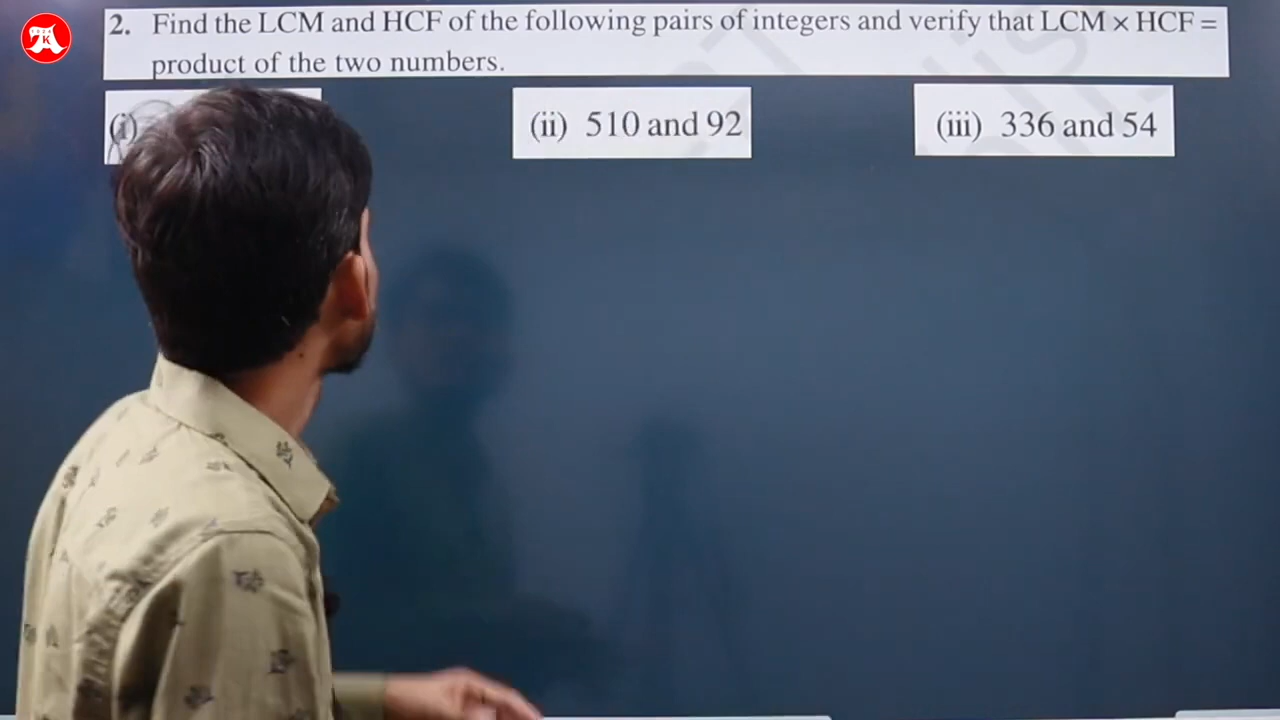 2. Find the LCM and HCF of the following pairs of integers and verify that LCM × HCF =
product of the two numbers.
(i)
(ii) 510 and 92
(iii) 336 and 54